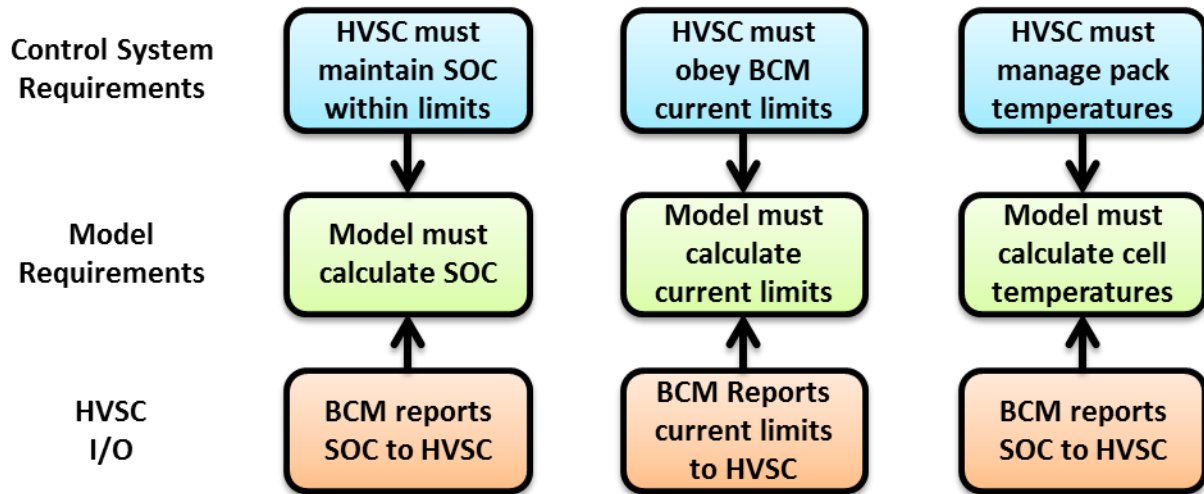 Control System
Requirements
HVSC must
maintain SOC
within limits
HVSC must
obey BCM
current limits
HVSC must
manage pack
temperatures
Model
Requirements
Model must
calculate SOC
Model must
calculate
current limits
Model must
calculate cell
temperatures
HVSC
I/O
BCM reports
SOC to HVSC
BCM Reports
current limits
to HVSC
BCM reports
SOC to HVSC